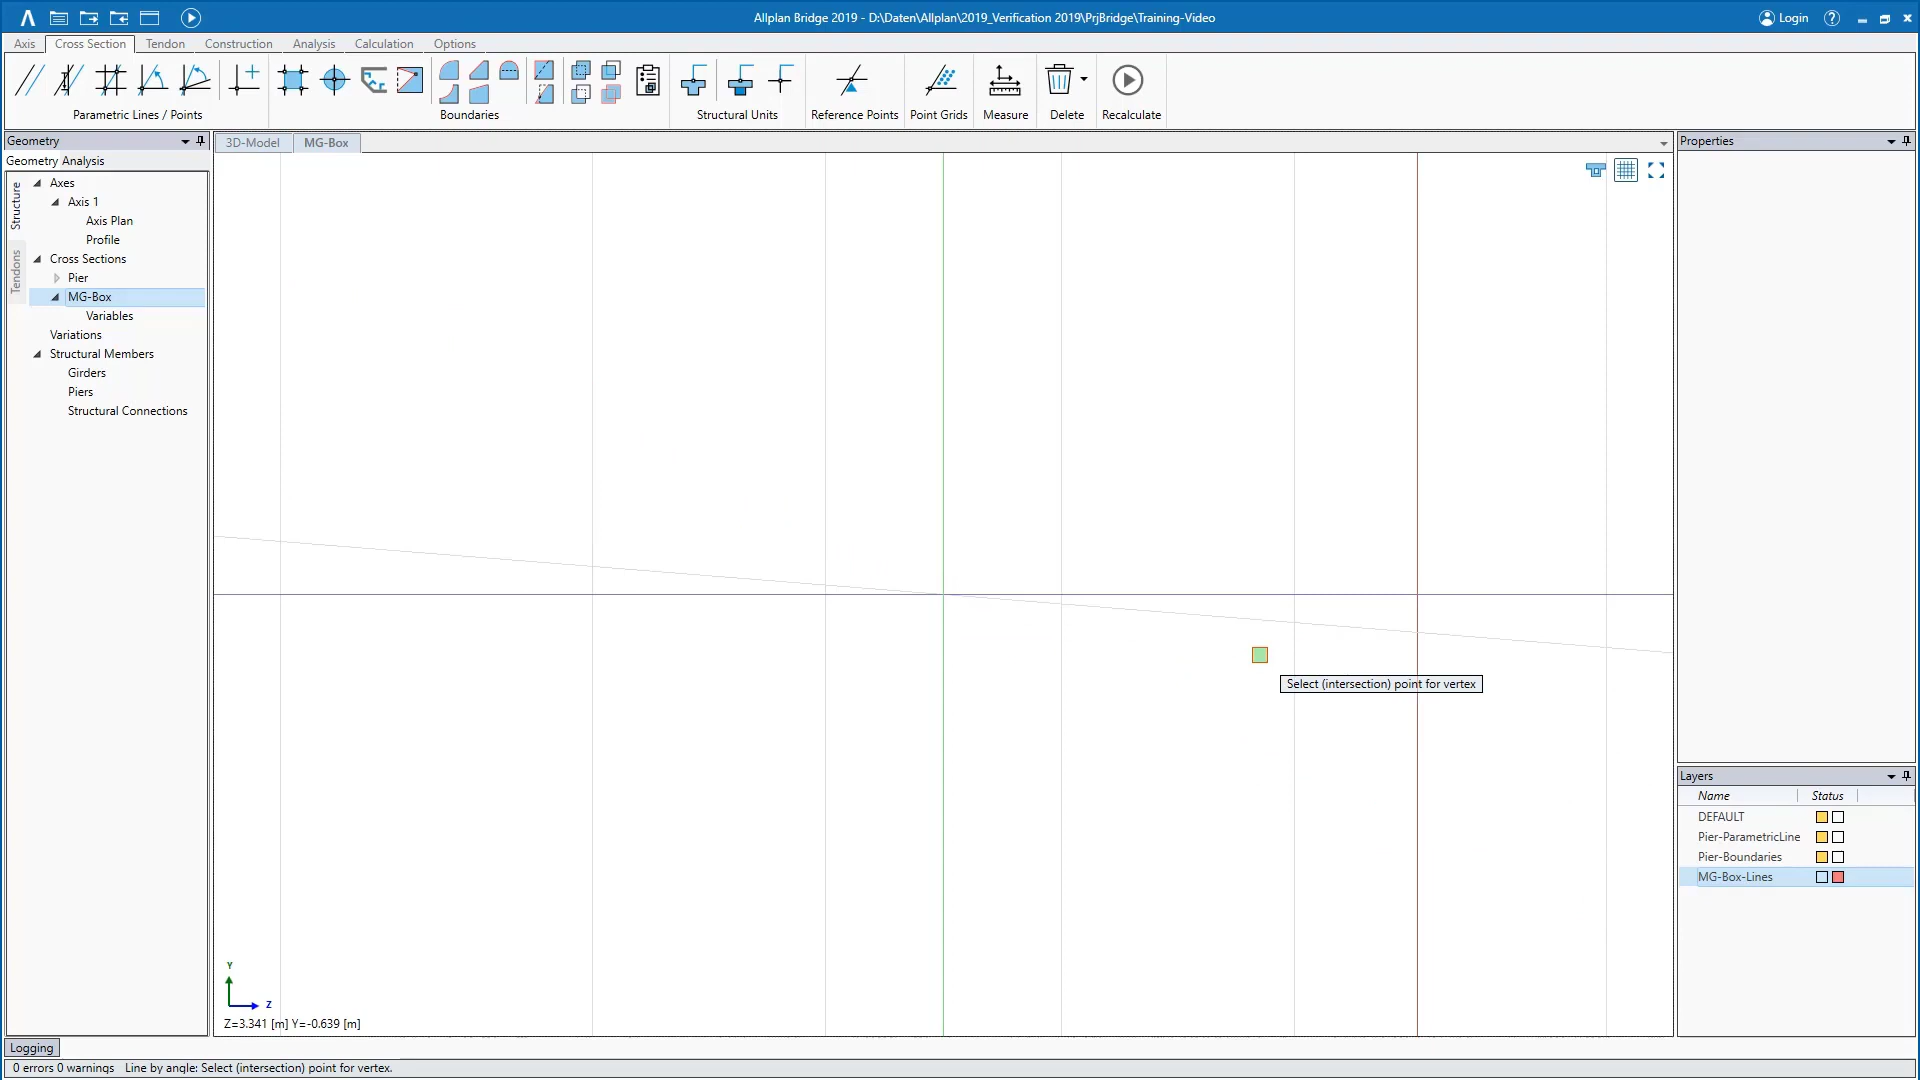 Allplan Bridge 2019 - D:\Daten\Allplan\2019_Verification 2019\PrjBridge\Training-Video
Login
Axis
Cross Section
Tendon
Construction
Analysis
Calculation
Options
Parametric Lines / Points
Boundaries
Structural Units
Reference Points
Point Grids
Measure
Delete
Recalculate
Geometry
Geometry Analysis
Structure
Tendons
Axes
Axis 1
Axis Plan
Profile
Cross Sections
Pier
MG-Box
Variables
Variations
Structural Members
Girders
Piers
Structural Connections
3D-Model
MG-Box
Select (intersection) point for vertex
Y
Z
Z=3.341 [m] Y=-0.639 [m]
Properties
Layers
Name Status
DEFAULT
Pier-ParametricLine
Pier-Boundaries
MG-Box-Lines
Logging
0 errors 0 warnings Line by angle: Select (intersection) point for vertex.